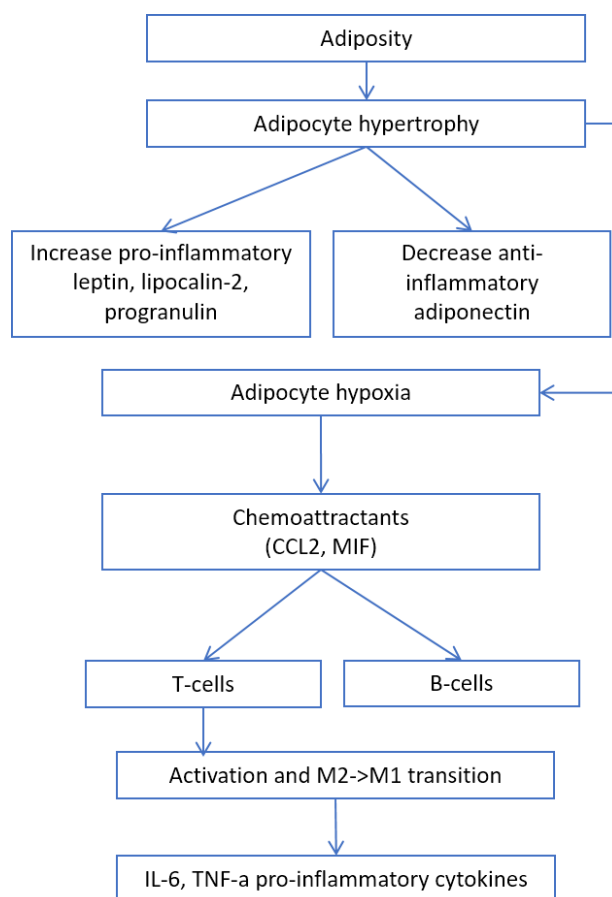 Adiposity
Adipocyte hypertrophy
Increase pro-inflammatory
leptin, lipocalin-2,
progranulin
Decrease anti-
inflammatory
adiponectin
Adipocyte hypoxia
Chemoattractants
(CCL2, MIF)
T-cells
B-cells
Activation and M2->M1 transition
IL-6, TNF-a pro-inflammatory cytokines